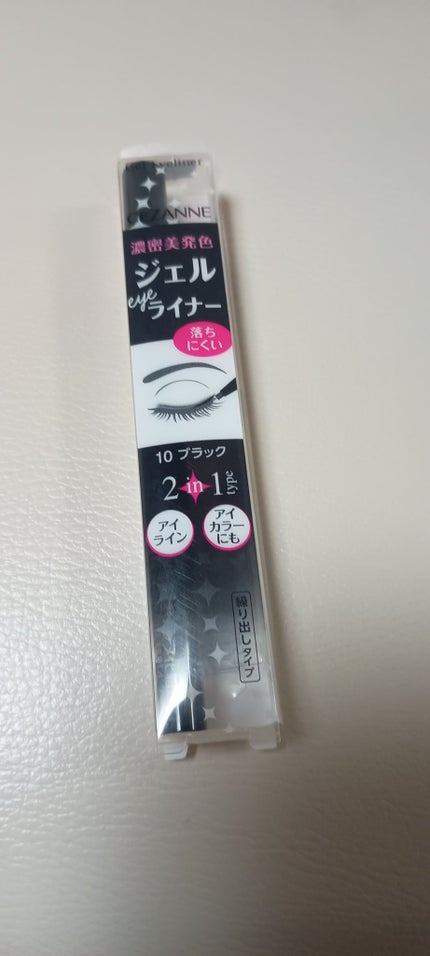 Gel eyeliner
CEZANNE
濃密美発色
ジェル
eye
ライナー
落ち
にくい
10 ブラック
2 in 1 type
アイ
ライン
アイ
カラー
にも
繰り出しタイプ